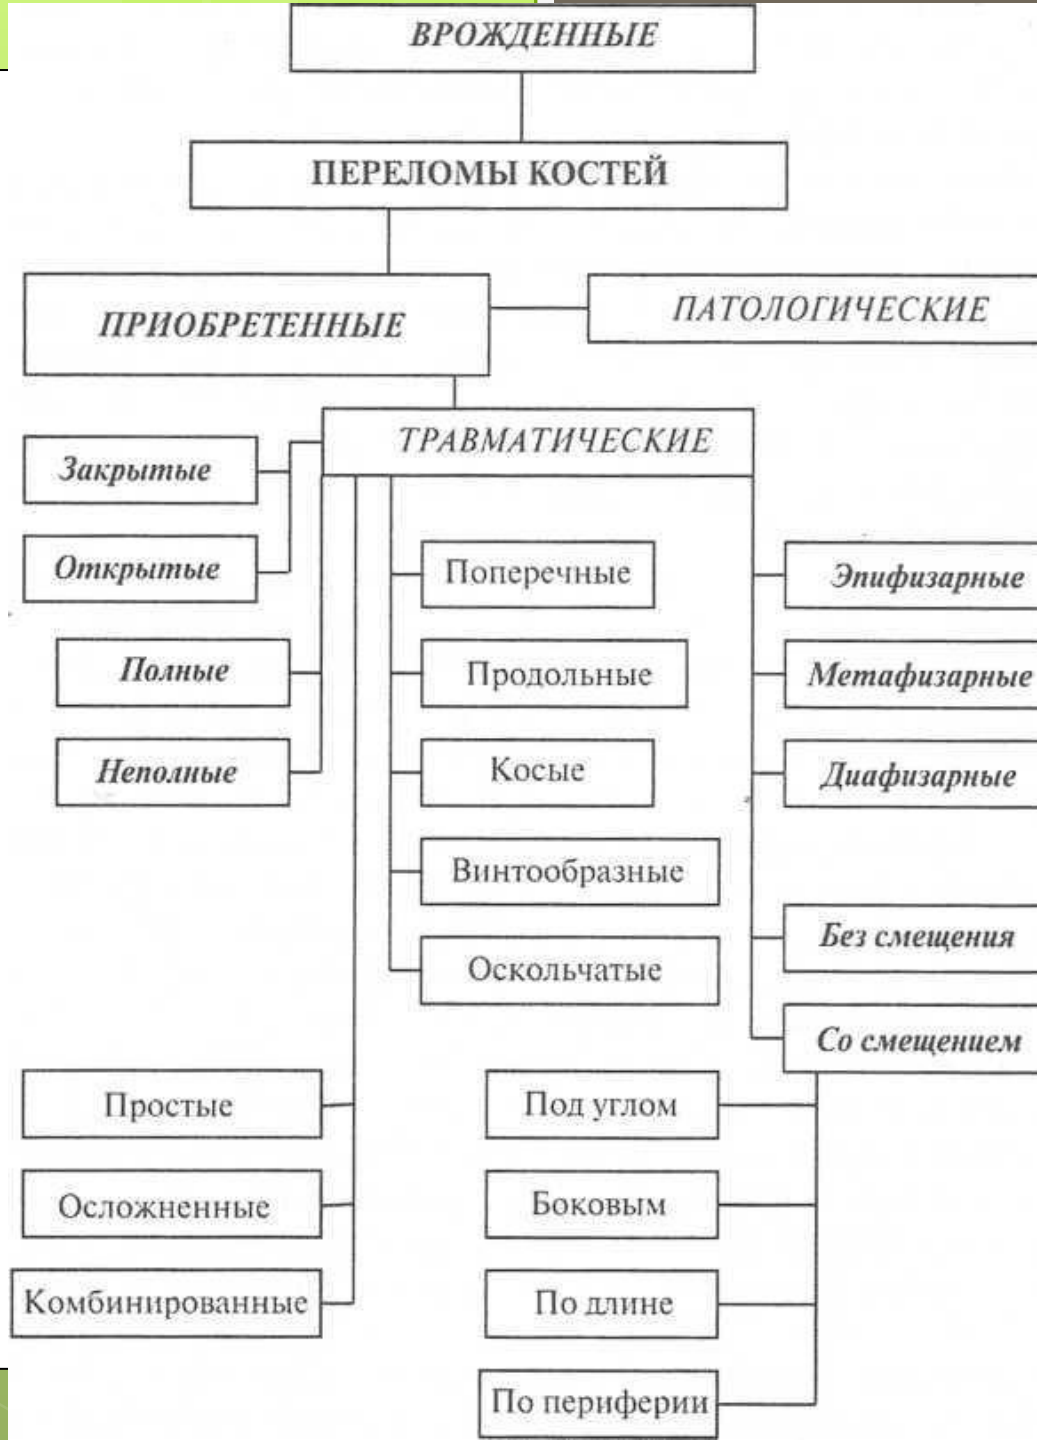 ВРОЖДЕННЫЕ
ПЕРЕЛОМЫ КОСТЕЙ
ПРИОБРЕТЕННЫЕ
ПАТОЛОГИЧЕСКИЕ
ТРАВМАТИЧЕСКИЕ
Закрытые
Открытые
Полные
Неполные
Поперечные
Продольные
Косые
Винтообразные
Оскольчатые
Эпифизарные
Метафизарные
Диафизарные
Без смещения
Со смещением
Простые
Осложненные
Комбинированные
Под углом
Боковым
По длине
По периферии